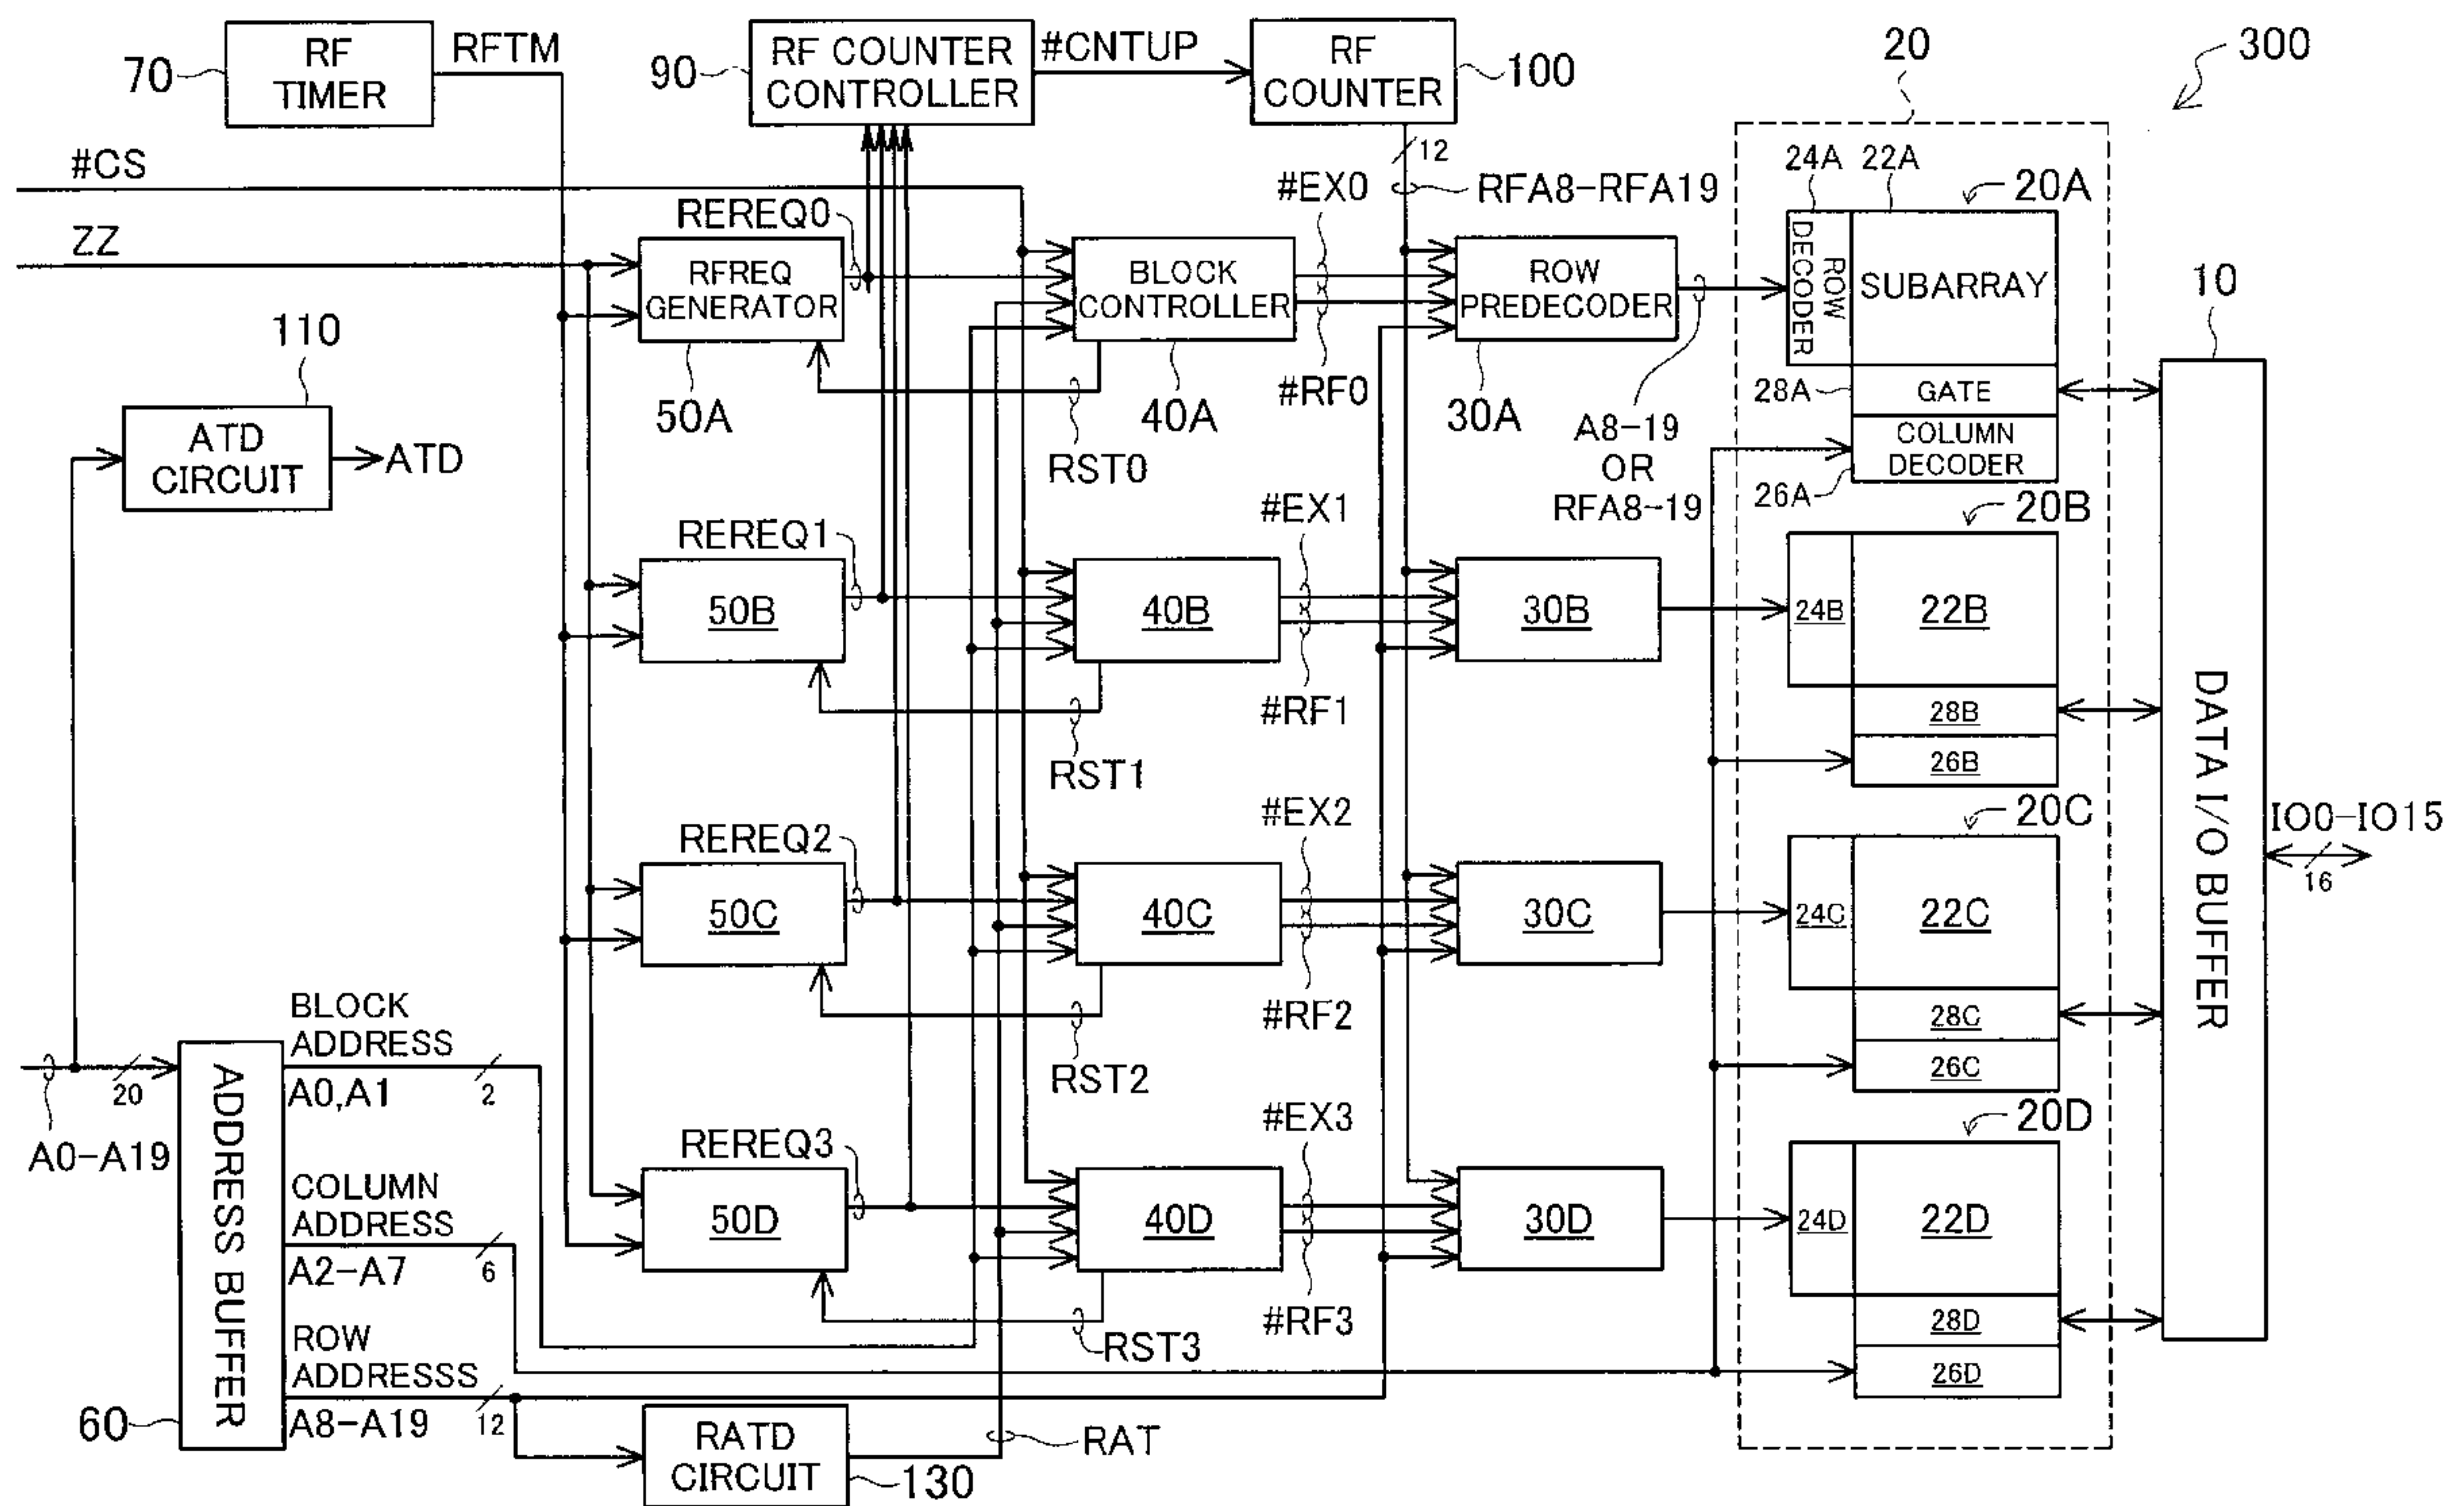 RF
TIMER
70
RFTM
RF COUNTER
CONTROLLER
90
#CNTUP
RF
COUNTER
100
20
300
#CS
12
24A 22A
20A
#EX0
RFA8-RFA19
REREQ0
ZZ
RFREQ
GENERATOR
BLOCK
CONTROLLER
ROW
PREDECODER
ROW
DECODER
SUBARRAY
10
110
50A
RST0
40A
#RF0
30A
A8-19
OR
RFA8-19
28A
GATE
COLUMN
DECODER
26A
ATD
CIRCUIT
ATD
REREQ1
#EX1
20B
50B
40B
30B
24B
22B
28B
26B
#RF1
RST1
DATA I/O BUFFER
IO0-IO15
16
REREQ2
#EX2
20C
50C
40C
30C
24C
22C
28C
26C
#RF2
RST2
BLOCK
ADDRESS
A0,A1
2
20
A0-A19
ADDRESS BUFFER
60
REREQ3
#EX3
20D
COLUMN
ADDRESS
A2-A7
6
50D
40D
30D
24D
22D
28D
26D
#RF3
RST3
ROW
ADDRESSS
A8-A19
12
RATD
CIRCUIT
130
RAT